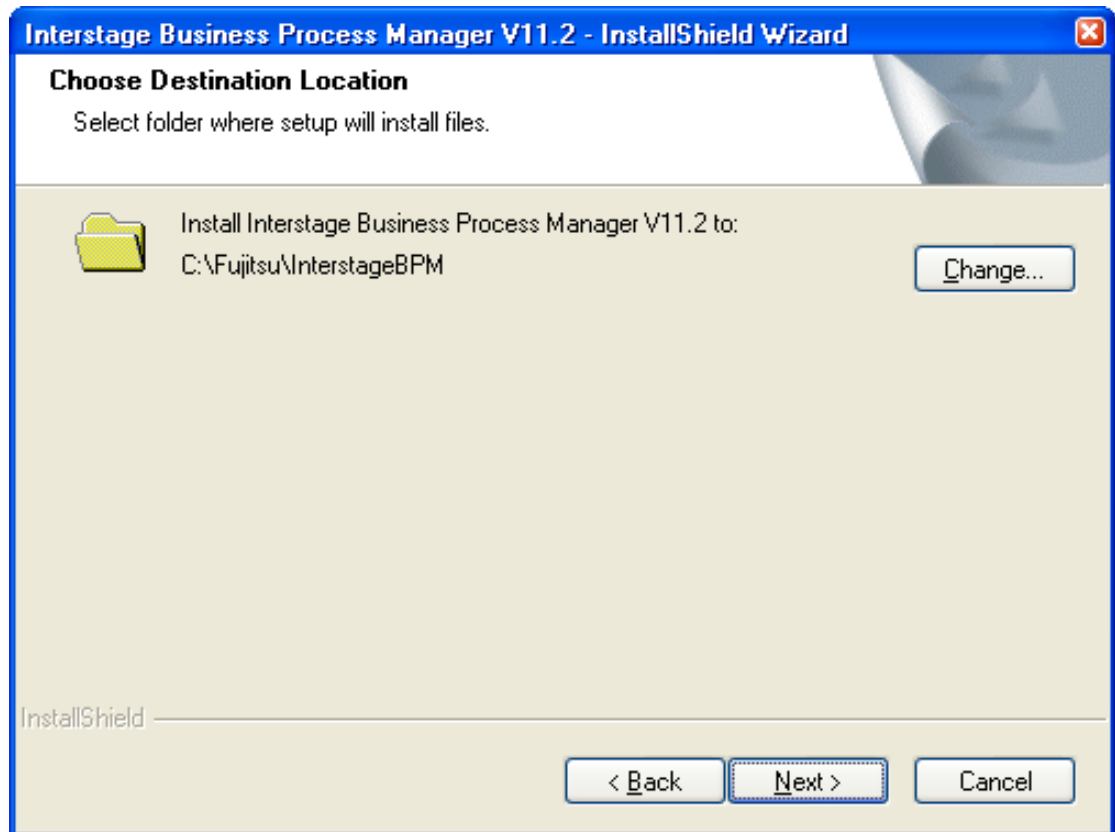 Interstage Business Process Manager V11.2 - InstallShield Wizard
Choose Destination Location
Select folder where setup will install files.
Install Interstage Business Process Manager V11.2 to:
C:\Fujitsu\InterstageBPM
Change...
InstallShield
< Back
Next >
Cancel